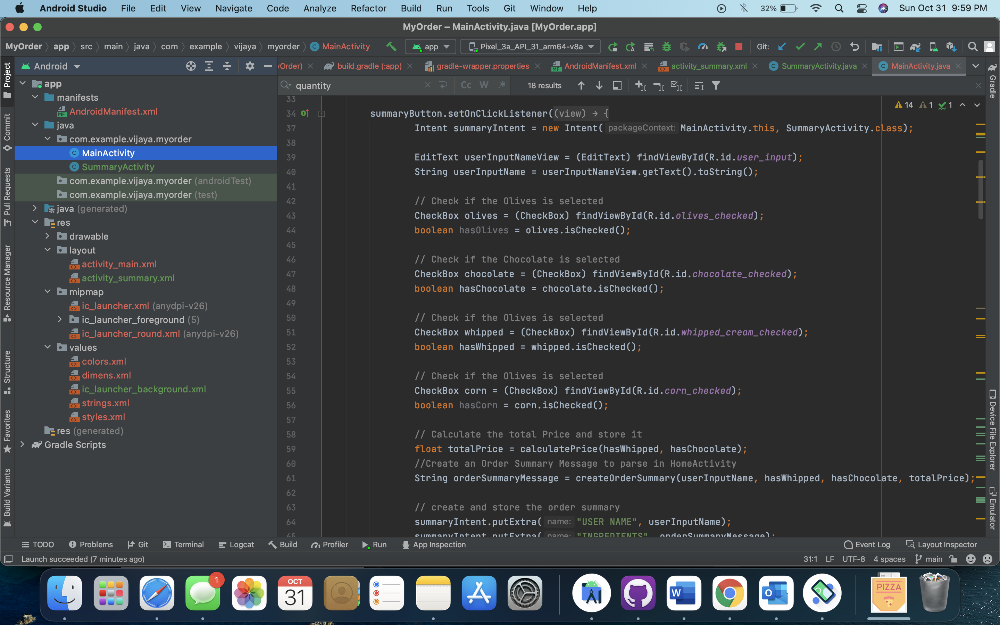 Android Studio File Edit View Navigate Code Analyze Refactor Build Run Tools Git Window Help 32% Sun Oct 31 9:59 PM
MyOrder – MainActivity.java [MyOrder.app]
MyOrder app src main java com example vijaya myorder MainActivity app Pixel_3a_API_31_arm64-v8a Git:
Android
yOrder) build.gradle (:app) gradle-wrapper.properties AndroidManifest.xml activity_summary.xml SummaryActivity.java MainActivity.java
quantity Cc W .* 18 results
14 1 1
Project
Commit
Pull Requests
Resource Manager
Structure
Favorites
Build Variants
app
manifests
AndroidManifest.xml
java
com.example.vijaya.myorder
MainActivity
SummaryActivity
com.example.vijaya.myorder (androidTest)
com.example.vijaya.myorder (test)
java (generated)
res
drawable
layout
activity_main.xml
activity_summary.xml
mipmap
ic_launcher.xml (anydpi-v26)
ic_launcher_foreground (5)
ic_launcher_round.xml (anydpi-v26)
values
colors.xml
dimens.xml
ic_launcher_background.xml
strings.xml
styles.xml
res (generated)
Gradle Scripts
33
34 summaryButton.setOnClickListener((view) → {
37 Intent summaryIntent = new Intent( packageContext: MainActivity.this, SummaryActivity.class);
38
39 EditText userInputNameView = (EditText) findViewById(R.id.user_input);
40 String userInputName = userInputNameView.getText().toString();
41
42 // Check if the Olives is selected
43 CheckBox olives = (CheckBox) findViewById(R.id.olives_checked);
44 boolean hasOlives = olives.isChecked();
45
46 // Check if the Chocolate is selected
47 CheckBox chocolate = (CheckBox) findViewById(R.id.chocolate_checked);
48 boolean hasChocolate = chocolate.isChecked();
49
50 // Check if the Olives is selected
51 CheckBox whipped = (CheckBox) findViewById(R.id.whipped_cream_checked);
52 boolean hasWhipped = whipped.isChecked();
53
54 // Check if the Olives is selected
55 CheckBox corn = (CheckBox) findViewById(R.id.corn_checked);
56 boolean hasCorn = corn.isChecked();
57
58 // Calculate the total Price and store it
59 float totalPrice = calculatePrice(hasWhipped, hasChocolate);
60 //Create an Order Summary Message to parse in HomeActivity
61 String orderSummaryMessage = createOrderSummary(userInputName, hasWhipped, hasChocolate, totalPrice);
62
63 // create and store the order summary
64 summaryIntent.putExtra( name: "USER NAME", userInputName);
65 summaryIntent.putExtra( name: "INGREDIENTS", orderSummaryMessage);
Gradle
Device File Explorer
Emulator
TODO Problems Git Terminal Logcat Build Profiler Run App Inspection Event Log Layout Inspector
Launch succeeded (7 minutes ago) 31:1 LF UTF-8 4 spaces main
1
OCT
31
W
O
PIZZA